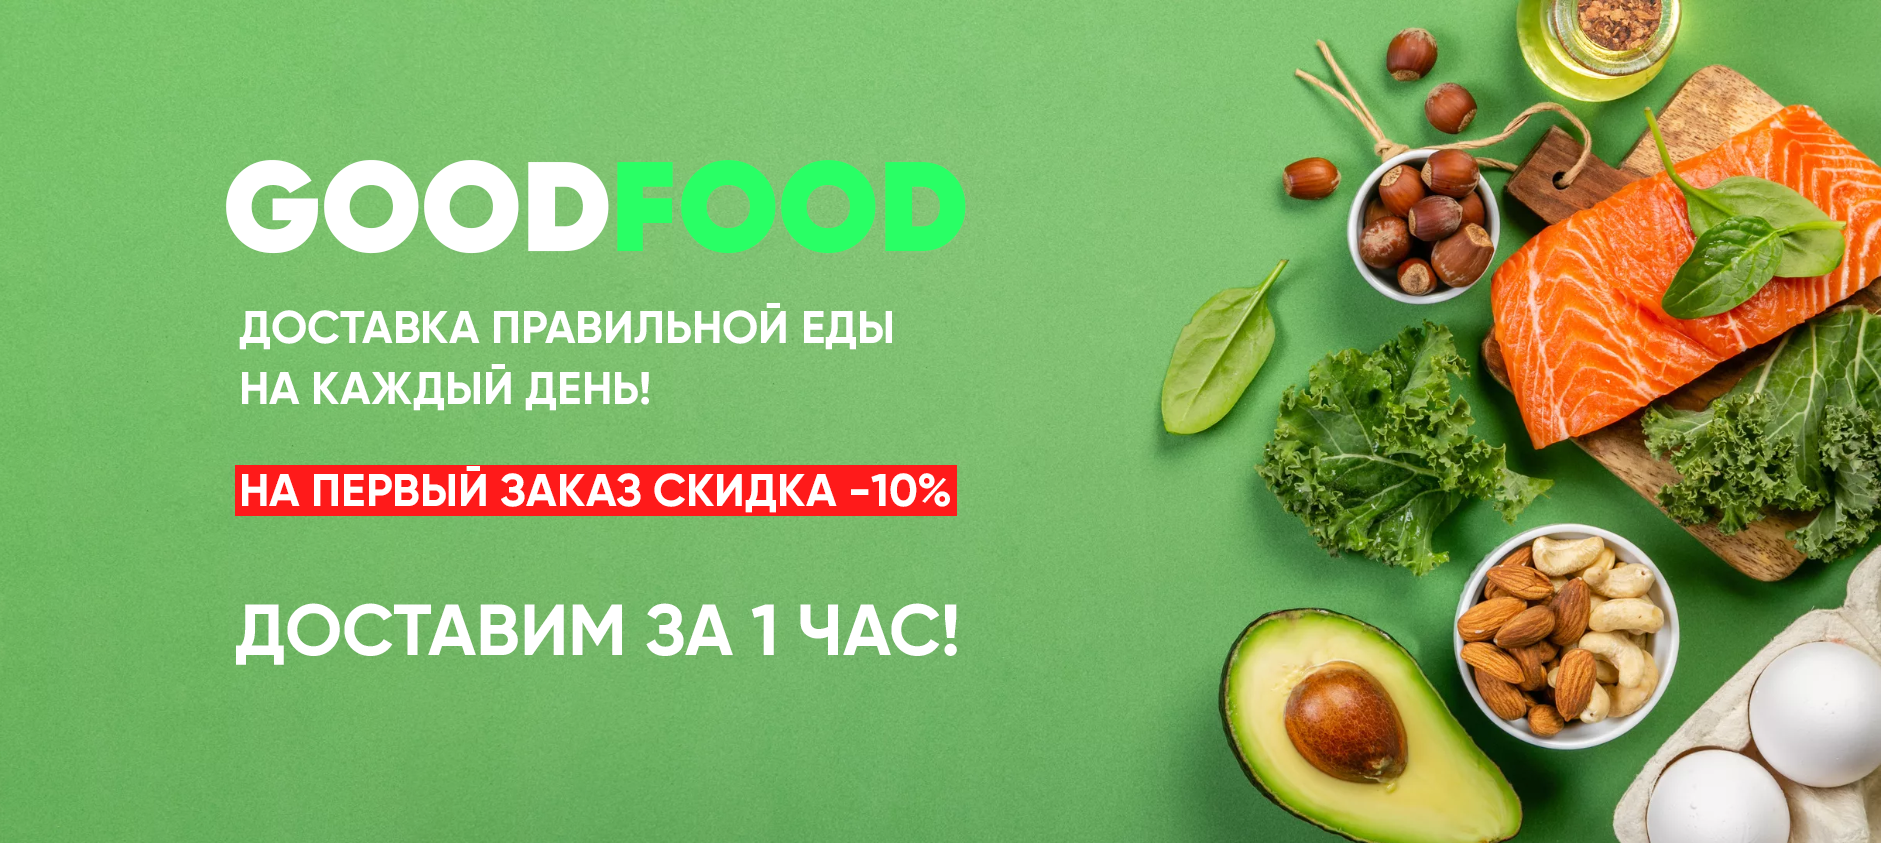 GOODFOOD
ДОСТАВКА ПРАВИЛЬНОЙ ЕДЫ
НА КАЖДЫЙ ДЕНЬ!
НА ПЕРВЫЙ ЗАКАЗ СКИДКА -10%
ДОСТАВИМ ЗА 1 ЧАС!